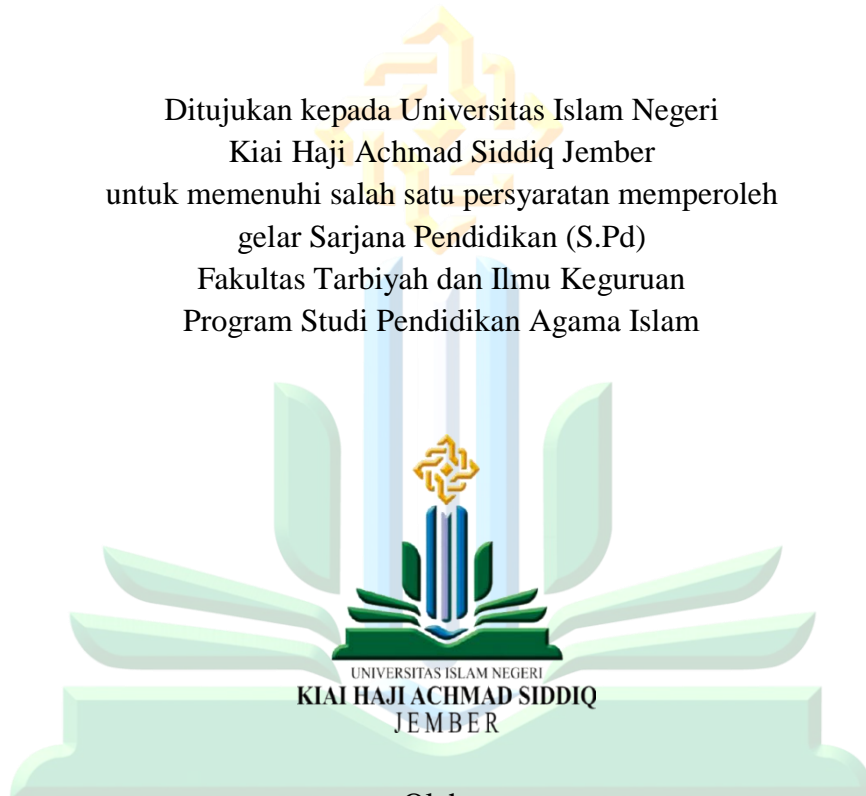 Ditujukan kepada Universitas Islam Negeri
Kiai Haji Achmad Siddiq Jember
untuk memenuhi salah satu persyaratan memperoleh
gelar Sarjana Pendidikan (S.Pd)
Fakultas Tarbiyah dan Ilmu Keguruan
Program Studi Pendidikan Agama Islam
UNIVERSITAS ISLAM NEGERI
KIAI HAJI ACHMAD SIDDIQ
JEMBER